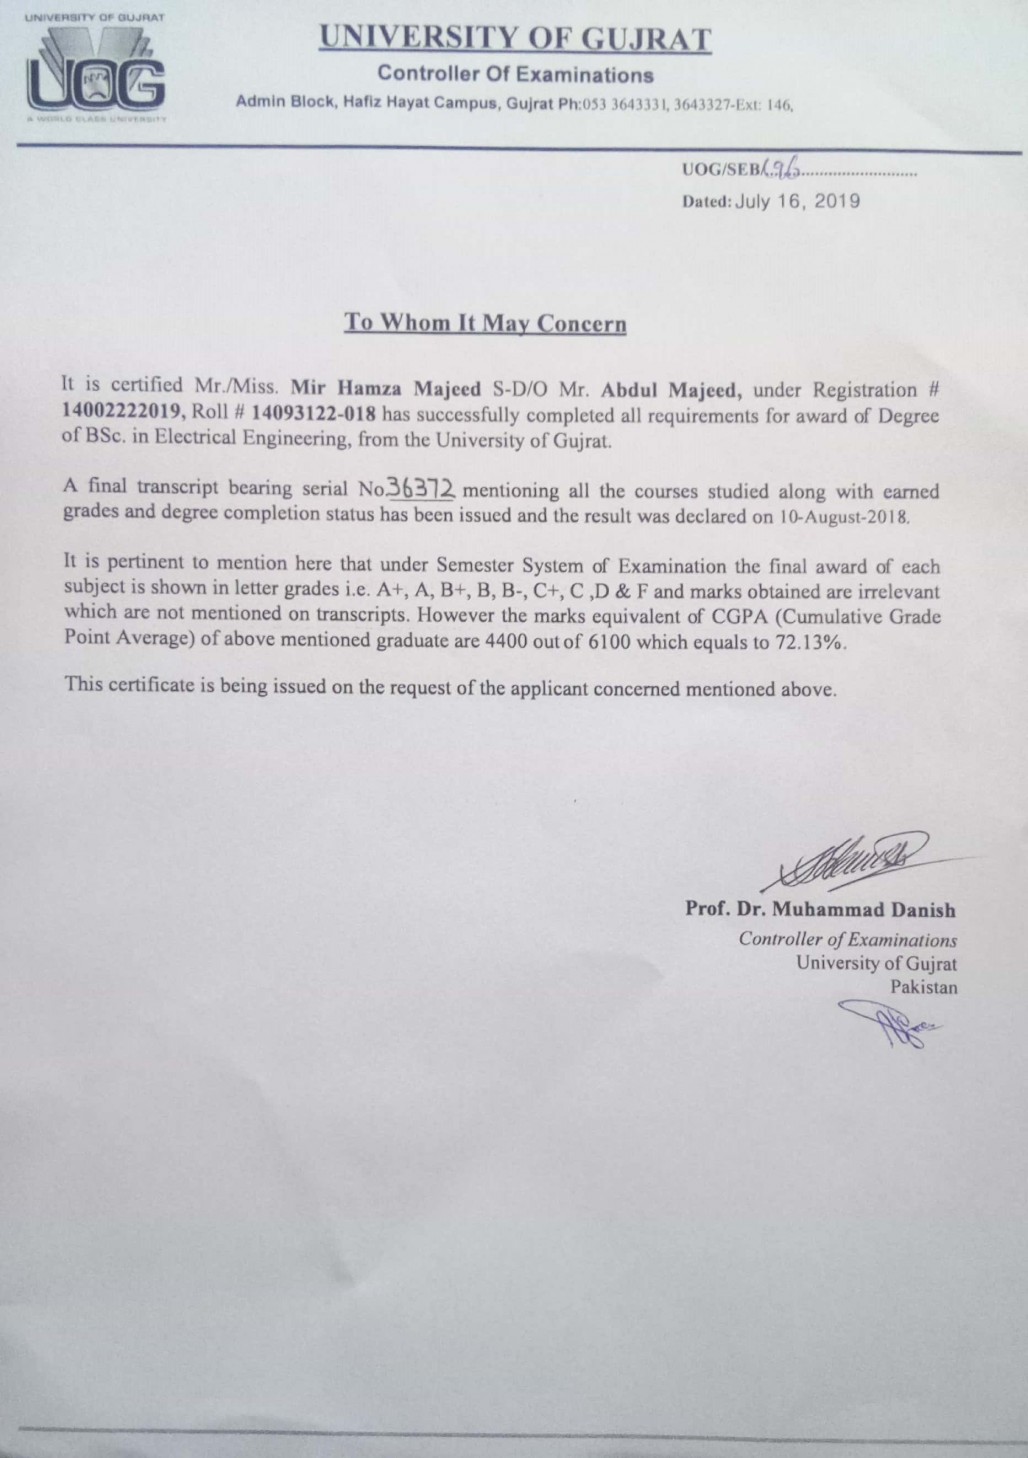 UNIVERSITY OF GUJRAT
UOG
A WORLD CLASS UNIVERSITY
UNIVERSITY OF GUJRAT
Controller Of Examinations
Admin Block, Hafiz Hayat Campus, Gujrat Ph:053 3643331, 3643327-Ext: 146,
UOG/SEB/696
Dated: July 16, 2019
To Whom It May Concern
It is certified Mr./Miss. Mir Hamza Majeed S-D/O Mr. Abdul Majeed, under Registration #
14002222019, Roll # 14093122-018 has successfully completed all requirements for award of Degree
of BSc. in Electrical Engineering, from the University of Gujrat.
A final transcript bearing serial No.36372 mentioning all the courses studied along with earned
grades and degree completion status has been issued and the result was declared on 10-August-2018.
It is pertinent to mention here that under Semester System of Examination the final award of each
subject is shown in letter grades i.e. A+, A, B+, B, B-, C+, C ,D & F and marks obtained are irrelevant
which are not mentioned on transcripts. However the marks equivalent of CGPA (Cumulative Grade
Point Average) of above mentioned graduate are 4400 out of 6100 which equals to 72.13%.
This certificate is being issued on the request of the applicant concerned mentioned above.
Prof. Dr. Muhammad Danish
Controller of Examinations
University of Gujrat
Pakistan